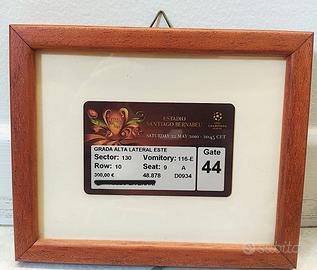 ESTADIO
SANTIAGO BERNABÉU
SATURDAY 22 MAY 2010 - 20:45 CET
GRADA ALTA LATERAL ESTE
Sector: 130 Vomitory: 116-E
Row: 10 Seat: 9 A
300,00 € 48.878 D0934
Gate
44
subito